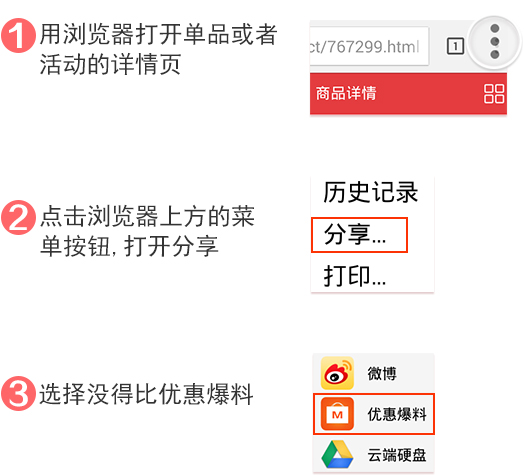 1 用浏览器打开单品或者
活动的详情页
ct/767299.html
1
商品详情
2 点击浏览器上方的菜
单按钮, 打开分享
历史记录
分享...
打印...
3 选择没得比优惠爆料
微博
M 优惠爆料
云端硬盘